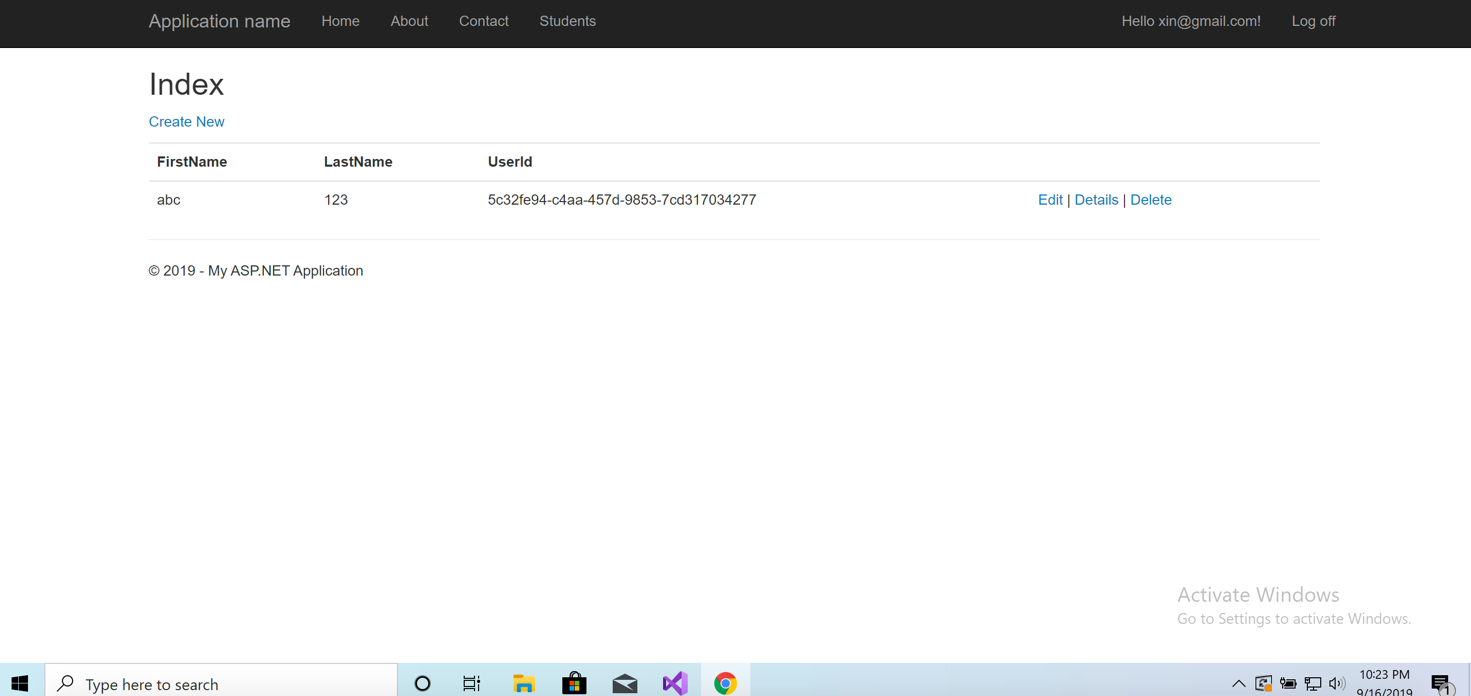 Application name Home About Contact Students Hello xin@gmail.com! Log off
Index
Create New
FirstName LastName UserId
abc 123 5c32fe94-c4aa-457d-9853-7cd317034277 Edit | Details | Delete
© 2019 - My ASP.NET Application
Activate Windows
Go to Settings to activate Windows.
Type here to search
10:23 PM
9/16/2019
1